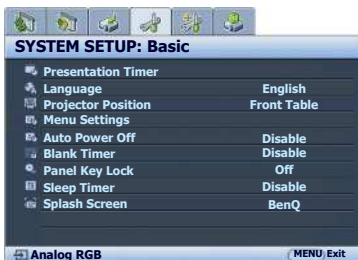 SYSTEM SETUP: Basic
Presentation Timer
Language English
Projector Position Front Table
Menu Settings
Auto Power Off Disable
Blank Timer Disable
Panel Key Lock Off
Sleep Timer Disable
Splash Screen BenQ
Analog RGB MENU Exit